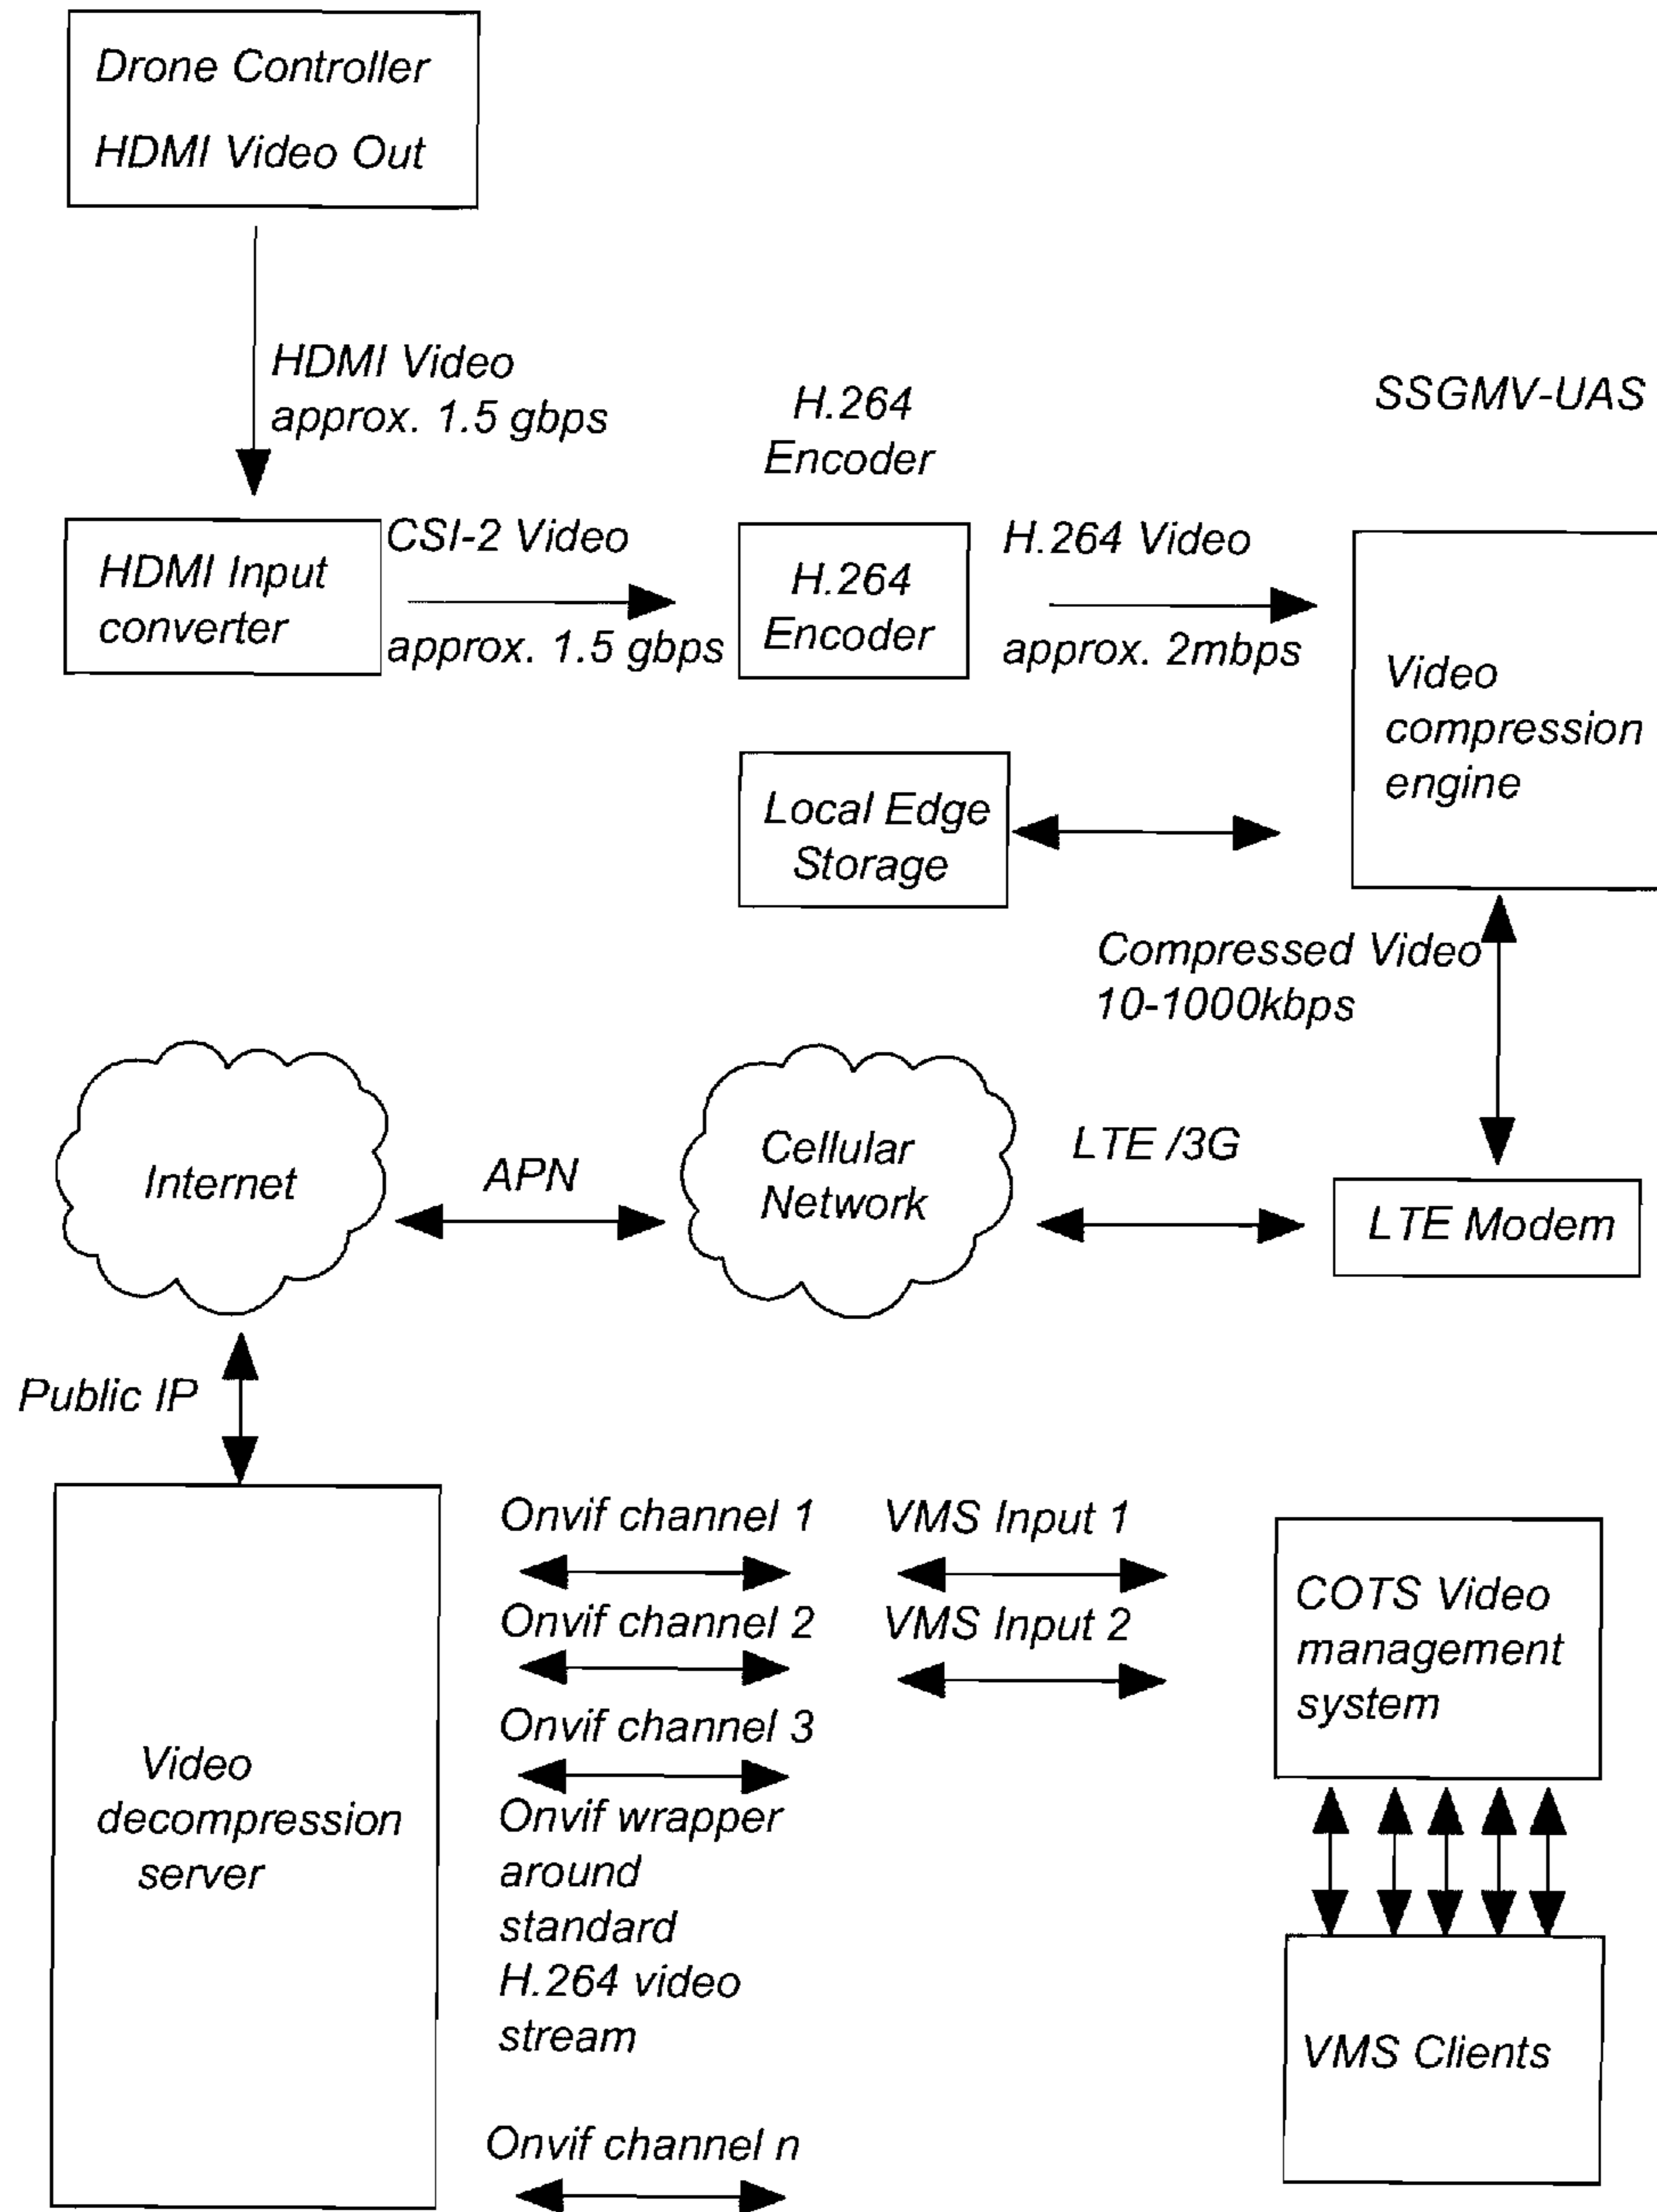 Drone Controller
HDMI Video Out
HDMI Video
approx. 1.5 gbps
H.264
Encoder
SSGMV-UAS
HDMI Input
converter
CSI-2 Video
approx. 1.5 gbps
H.264
Encoder
H.264 Video
approx. 2mbps
Video
compression
engine
Local Edge
Storage
Compressed Video
10-1000kbps
Internet
APN
Cellular
Network
LTE /3G
LTE Modem
Public IP
Video
decompression
server
Onvif channel 1
Onvif channel 2
Onvif channel 3
Onvif wrapper
around
standard
H.264 video
stream
Onvif channel n
VMS Input 1
VMS Input 2
COTS Video
management
system
VMS Clients